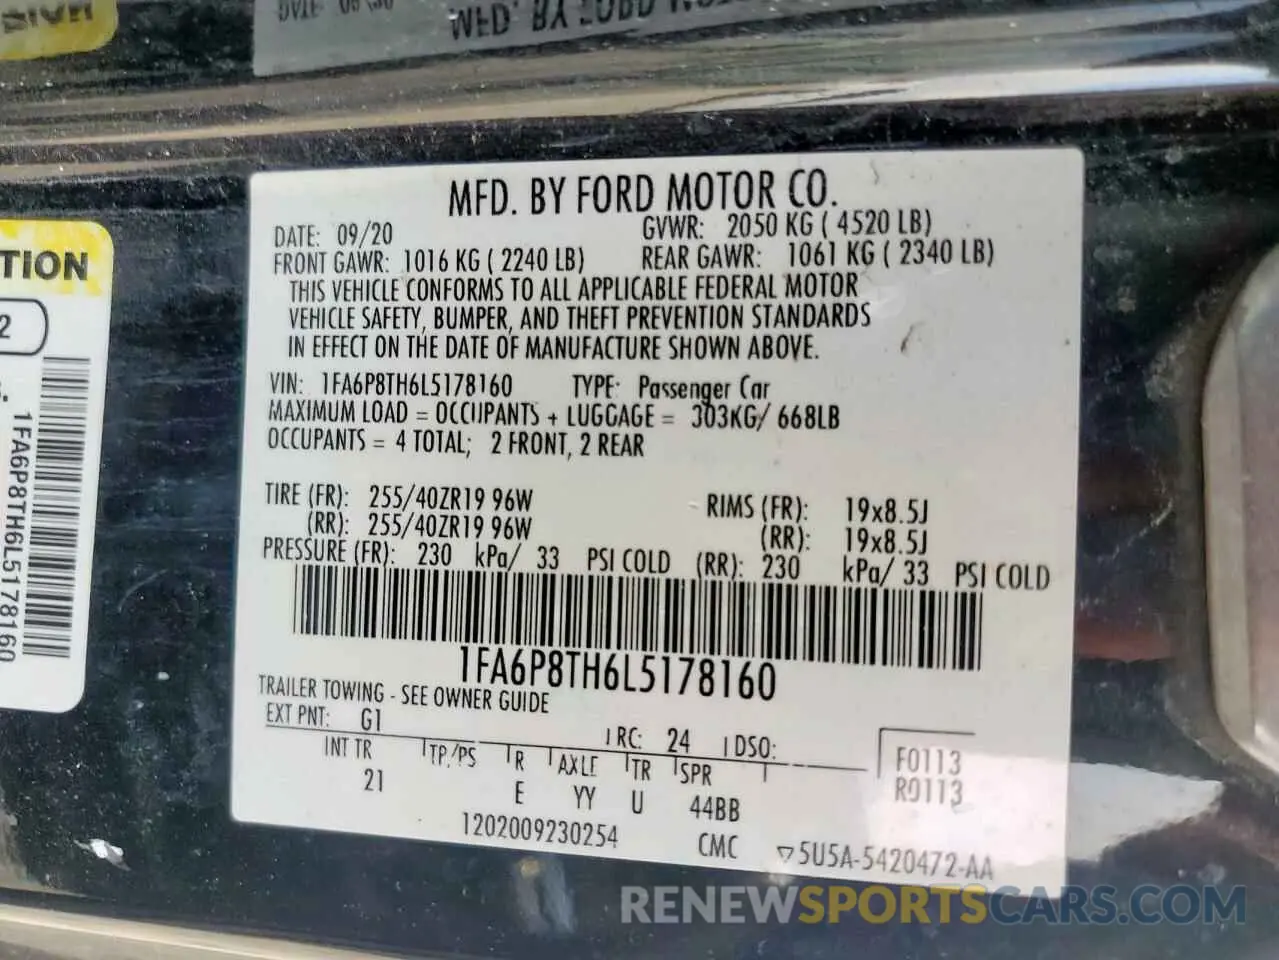 MFD. BY FORD MOTOR CO.
DATE: 09/20 GVWR: 2050 KG ( 4520 LB)
FRONT GAWR: 1016 KG ( 2240 LB) REAR GAWR: 1061 KG ( 2340 LB)
THIS VEHICLE CONFORMS TO ALL APPLICABLE FEDERAL MOTOR
VEHICLE SAFETY, BUMPER, AND THEFT PREVENTION STANDARDS
IN EFFECT ON THE DATE OF MANUFACTURE SHOWN ABOVE.
VIN: 1FA6P8TH6L5178160 TYPE: Passenger Car
MAXIMUM LOAD = OCCUPANTS + LUGGAGE = 303KG/ 668LB
OCCUPANTS = 4 TOTAL; 2 FRONT, 2 REAR
TIRE (FR): 255/40ZR19 96W RIMS (FR): 19x8.5J
(RR): 255/40ZR19 96W (RR): 19x8.5J
PRESSURE (FR): 230 kPa/ 33 PSI COLD (RR): 230 kPa/ 33 PSI COLD
1FA6P8TH6L5178160
TRAILER TOWING - SEE OWNER GUIDE
EXT PNT: G1 RC: 24 DSO:
INT TR TP/PS R AXLE TR SPR
21 E YY U 44BB
F0113
R0113
1202009230254 CMC ▽5U5A-5420472-AA
TION
2
1FA6P8TH6L5178160
RENEWSPORTSCARS.COM